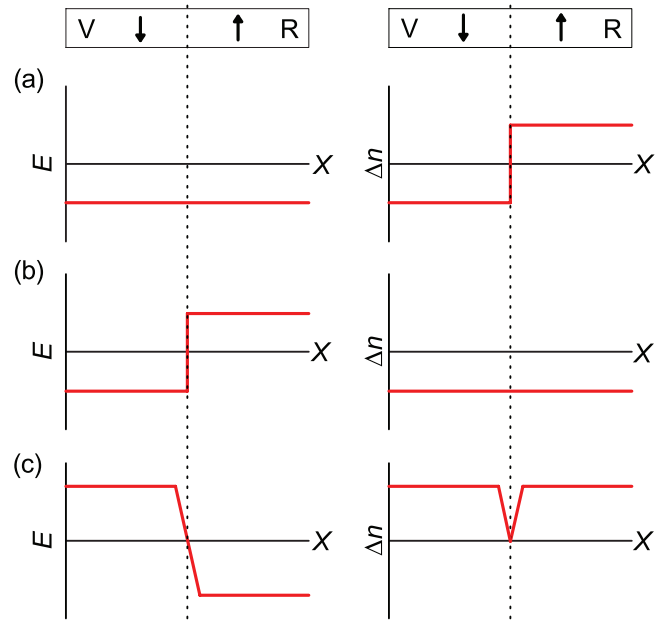 V ↓ ↑ R V ↓ ↑ R
(a)
E X Δn X
(b)
E X Δn X
(c)
E X Δn X